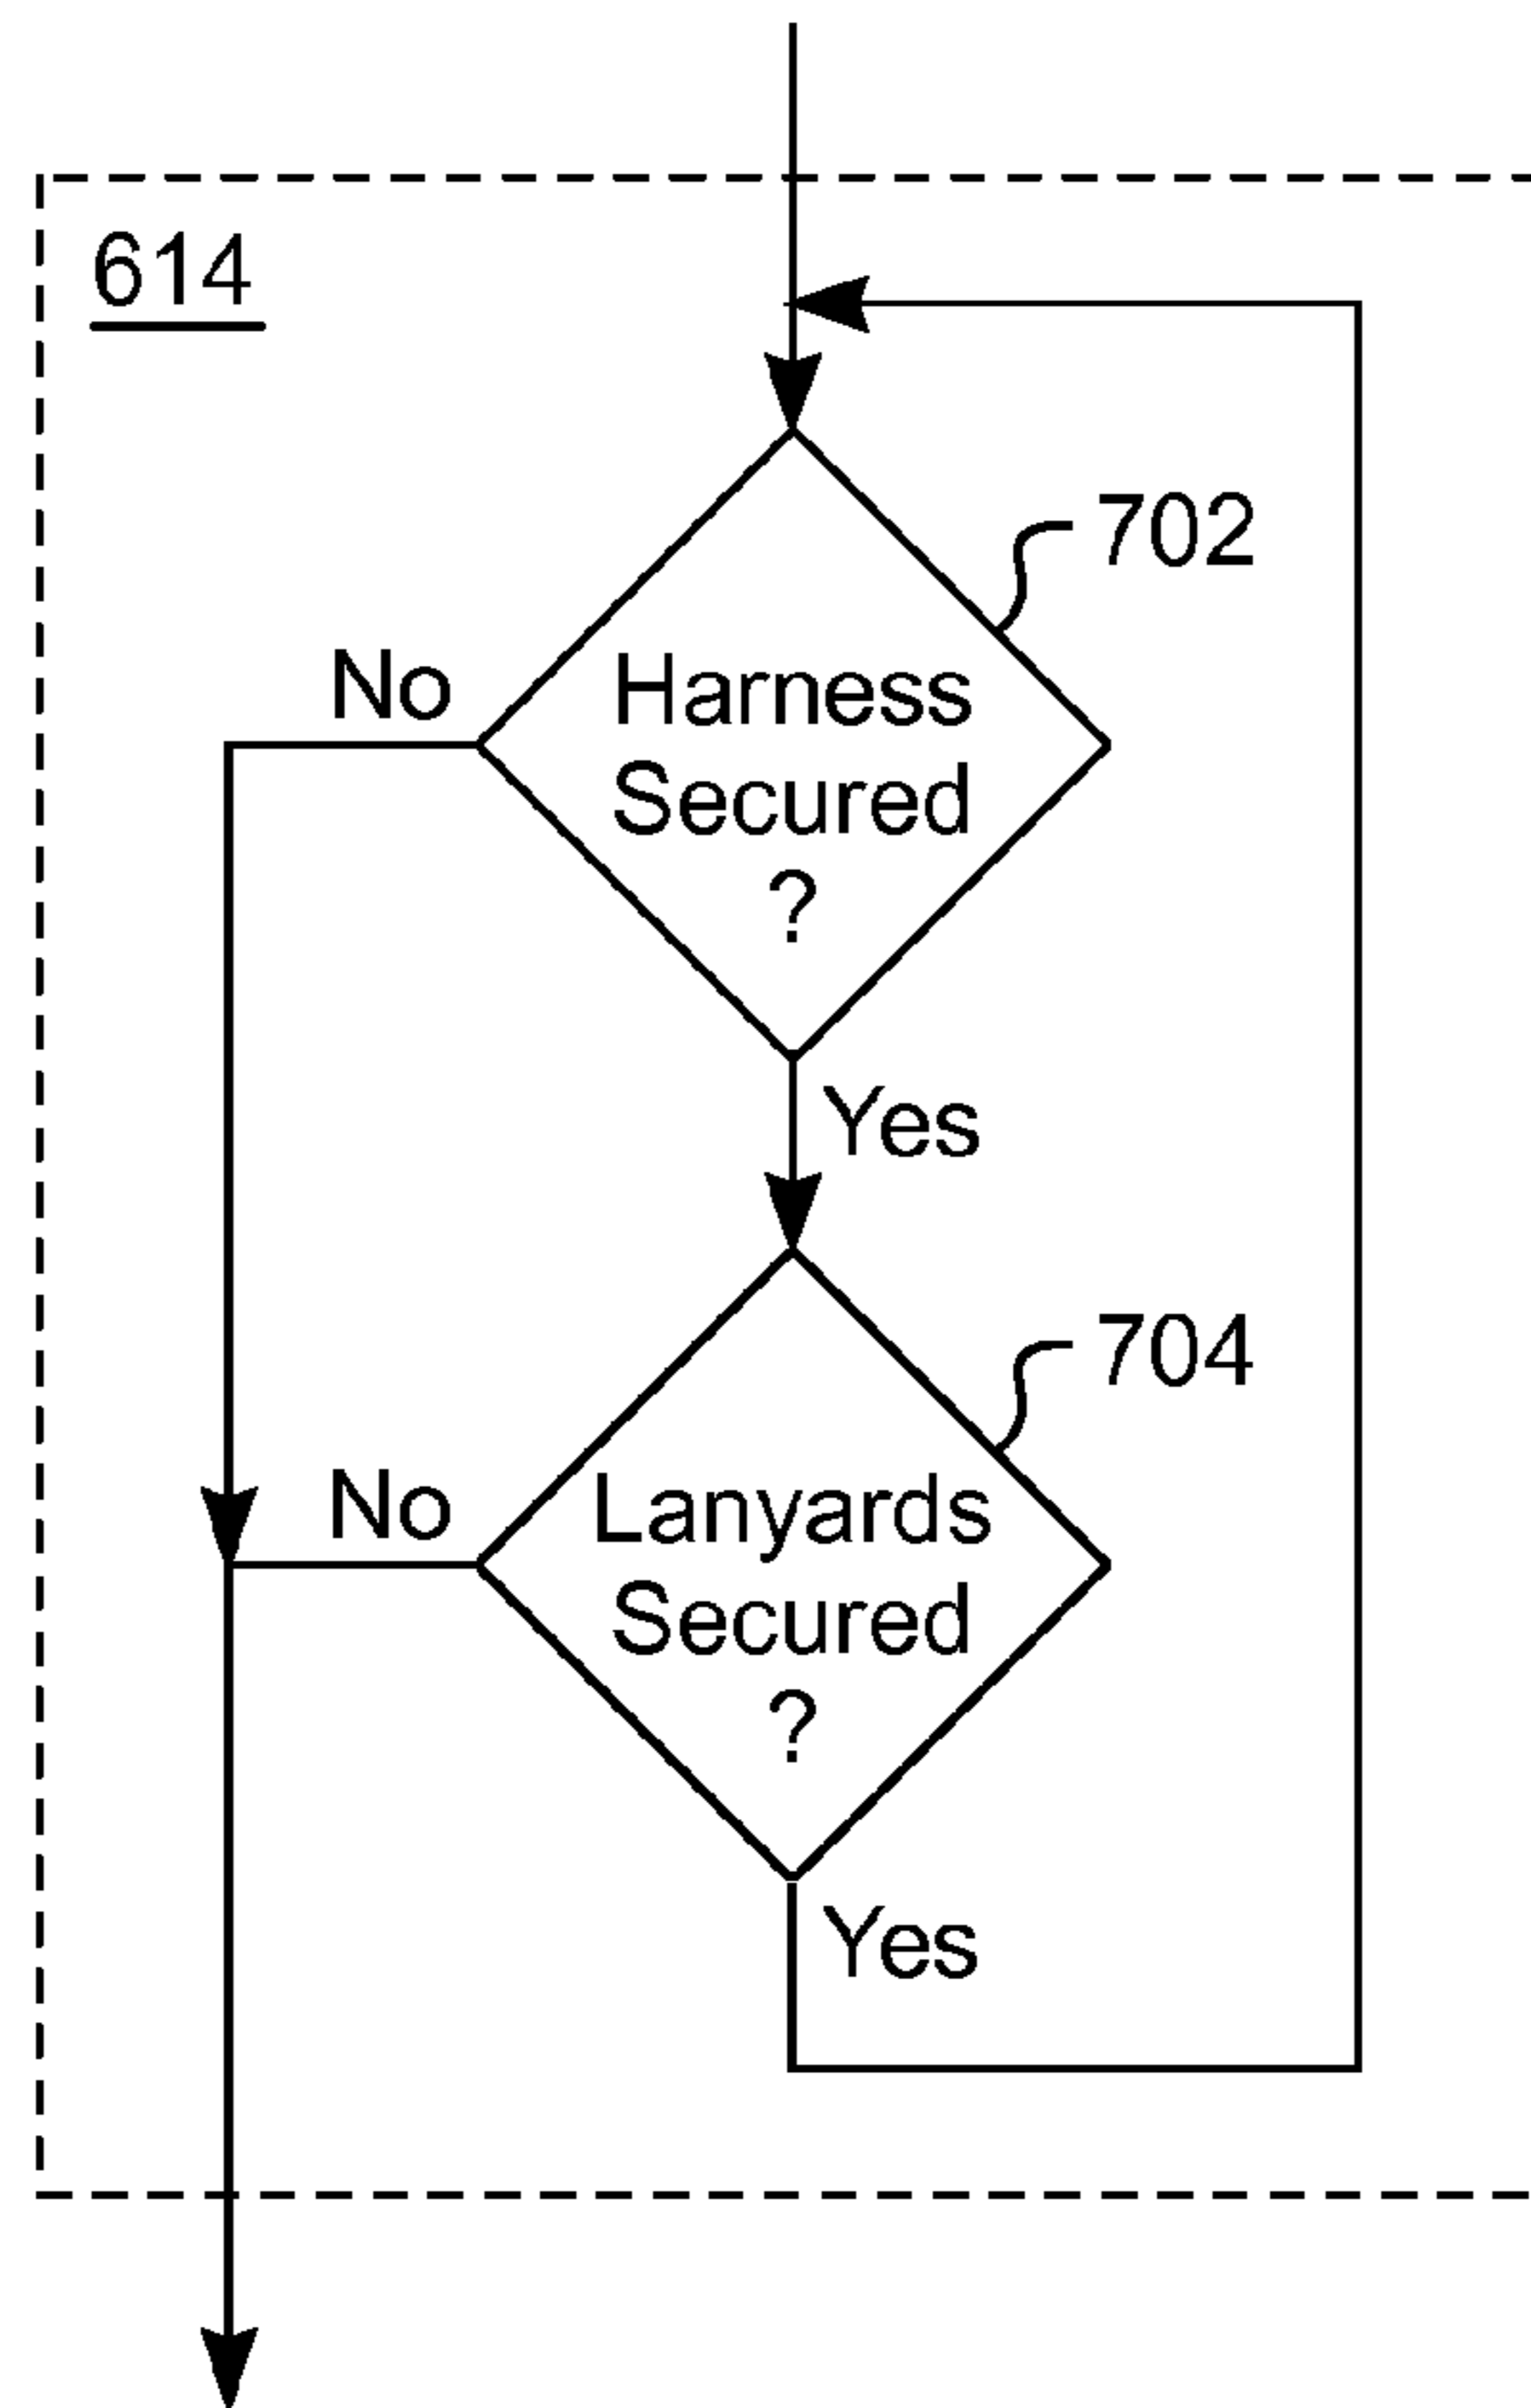 614
702
No
Harness
Secured
?
Yes
704
No
Lanyards
Secured
?
Yes